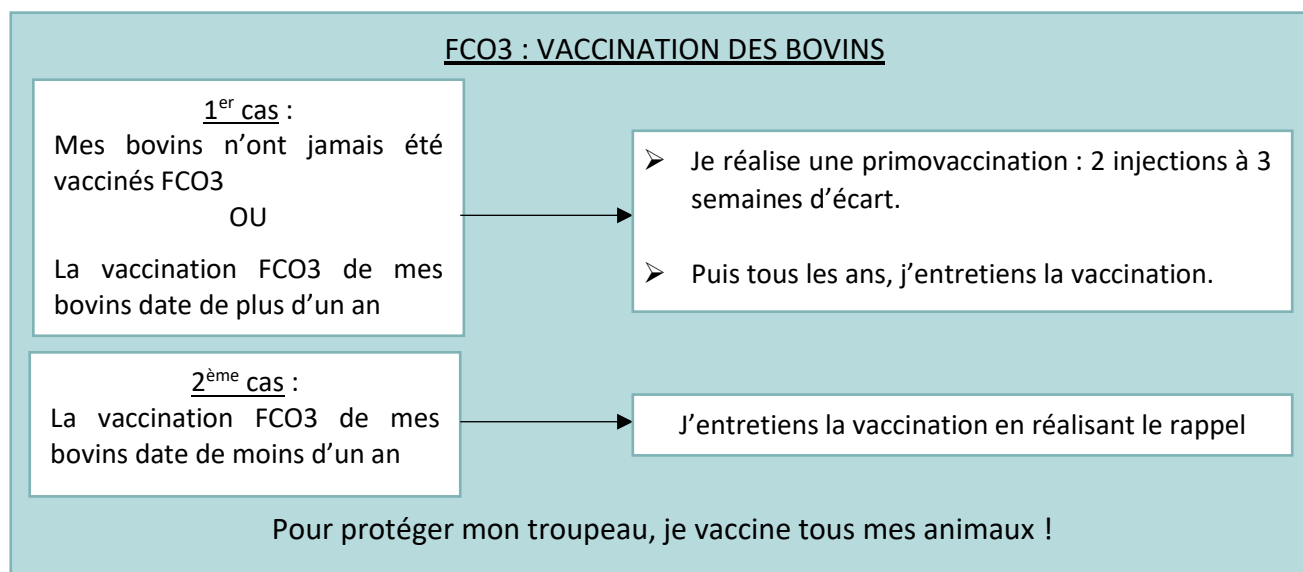 FCO3 : VACCINATION DES BOVINS
1er cas :
Mes bovins n’ont jamais été
vaccinés FCO3
OU
La vaccination FCO3 de mes
bovins date de plus d’un an
➢ Je réalise une primovaccination : 2 injections à 3
semaines d’écart.
➢ Puis tous les ans, j’entretiens la vaccination.
2ème cas :
La vaccination FCO3 de mes
bovins date de moins d’un an
J’entretiens la vaccination en réalisant le rappel
Pour protéger mon troupeau, je vaccine tous mes animaux !